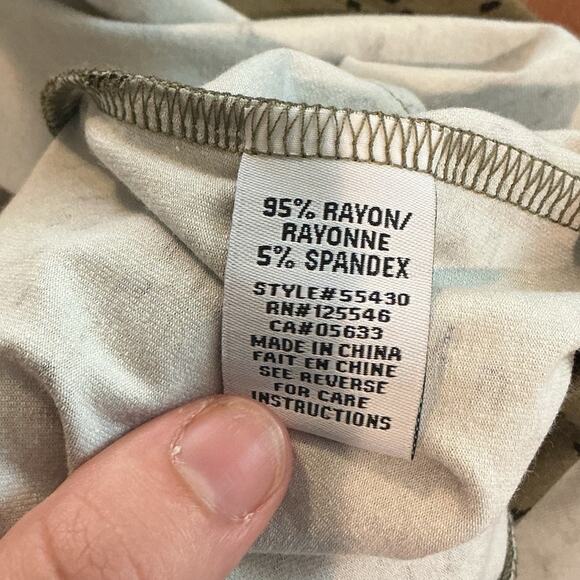 95% RAYON/
RAYONNE
5% SPANDEX
STYLE#55430
RN#125546
CA#05633
MADE IN CHINA
FAIT EN CHINE
SEE REVERSE
FOR CARE
INSTRUCTIONS